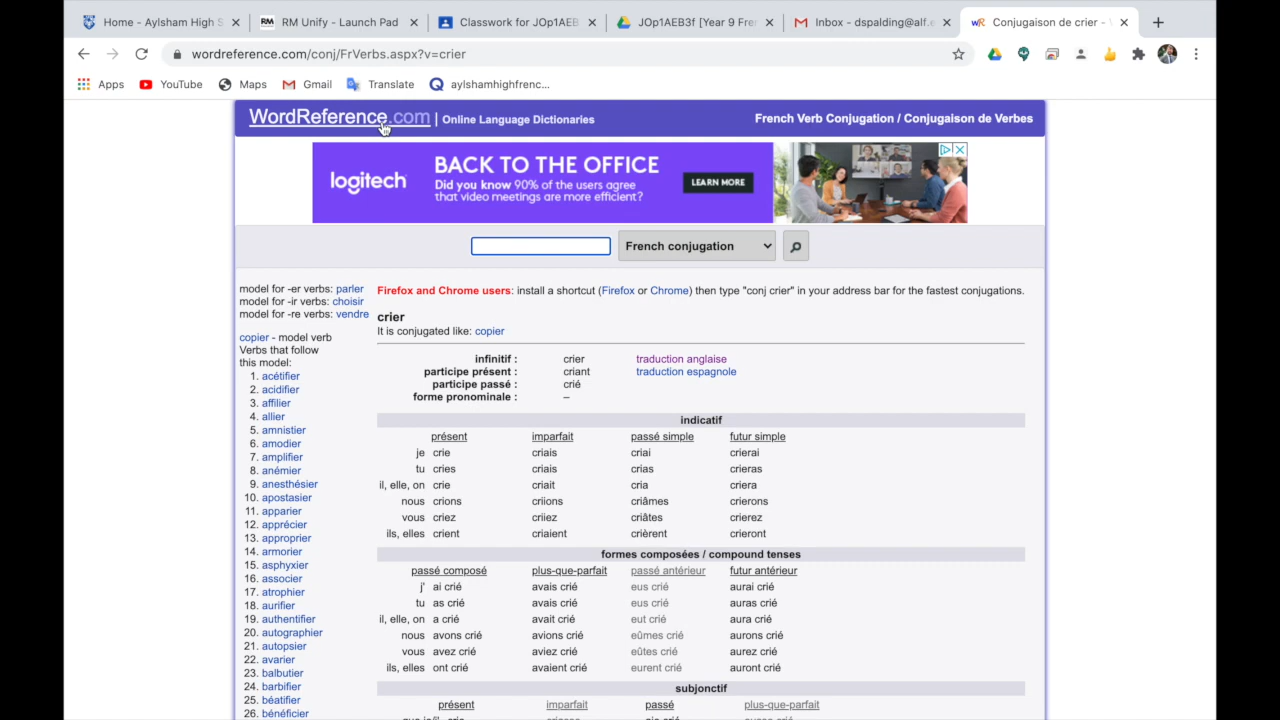 Home - Aylsham High S
RM Unify - Launch Pad
Classwork for JOp1AEB
JOp1AEB3f [Year 9 Fre
Inbox - dspalding@alf.e
Conjugaison de crier -
wordreference.com/conj/FrVerbs.aspx?v=crier
Apps YouTube Maps Gmail Translate aylshamhighfrenc...
WordReference.com | Online Language Dictionaries
French Verb Conjugation / Conjugaison de Verbes
logitech
BACK TO THE OFFICE
Did you know 90% of the users agree
that video meetings are more efficient?
LEARN MORE
French conjugation
model for -er verbs: parler
model for -ir verbs: choisir
model for -re verbs: vendre
copier - model verb
Verbs that follow
this model:
1. acétifier
2. acidifier
3. affilier
4. allier
5. amnistier
6. amodier
7. amplifier
8. anémier
9. anesthésier
10. apostasier
11. apparier
12. apprécier
13. approprier
14. armorier
15. asphyxier
16. associer
17. atrophier
18. aurifier
19. authentifier
20. autographier
21. autopsier
22. avarier
23. balbutier
24. barbifier
25. béatifier
26. bénéficier
Firefox and Chrome users: install a shortcut (Firefox or Chrome) then type "conj crier" in your address bar for the fastest conjugations.
crier
It is conjugated like: copier
infinitif : crier traduction anglaise
participe présent : criant traduction espagnole
participe passé : crié
forme pronominale : –
indicatif
présent imparfait passé simple futur simple
je crie criais criai crierai
tu cries criais crias crieras
il, elle, on crie criait cria criera
nous crions criions criâmes crierons
vous criez criiez criâtes crierez
ils, elles crient criaient crièrent crieront
formes composées / compound tenses
passé composé plus-que-parfait passé antérieur futur antérieur
j' ai crié avais crié eus crié aurai crié
tu as crié avais crié eus crié auras crié
il, elle, on a crié avait crié eut crié aura crié
nous avons crié avions crié eûmes crié aurons crié
vous avez crié aviez crié eûtes crié aurez crié
ils, elles ont crié avaient crié eurent crié auront crié
subjonctif
présent imparfait passé plus-que-parfait